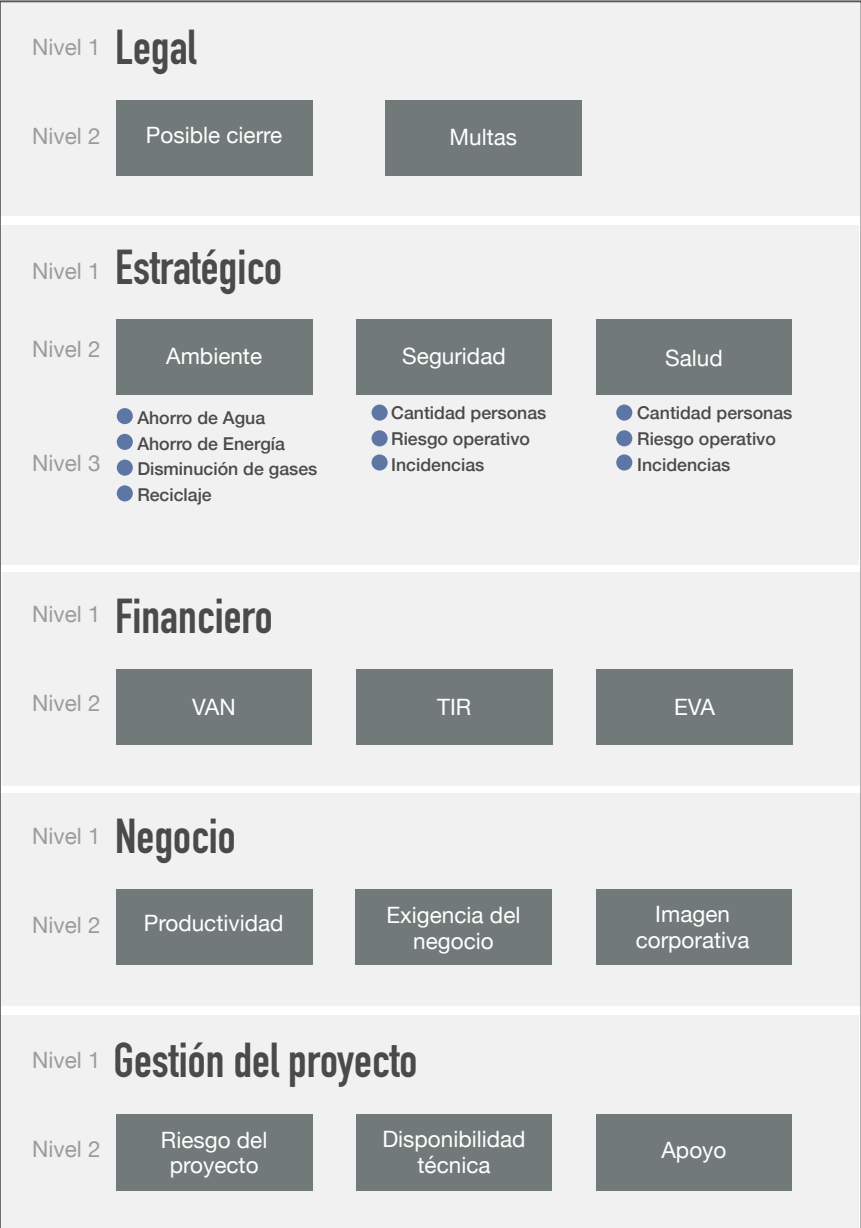 Nivel 1 Legal
Nivel 2
Posible cierre
Multas
Nivel 1 Estratégico
Nivel 2
Ambiente
Seguridad
Salud
Nivel 3
Ahorro de Agua
Ahorro de Energía
Disminución de gases
Reciclaje
Cantidad personas
Riesgo operativo
Incidencias
Cantidad personas
Riesgo operativo
Incidencias
Nivel 1 Financiero
Nivel 2
VAN
TIR
EVA
Nivel 1 Negocio
Nivel 2
Productividad
Exigencia del
negocio
Imagen
corporativa
Nivel 1 Gestión del proyecto
Nivel 2
Riesgo del
proyecto
Disponibilidad
técnica
Apoyo